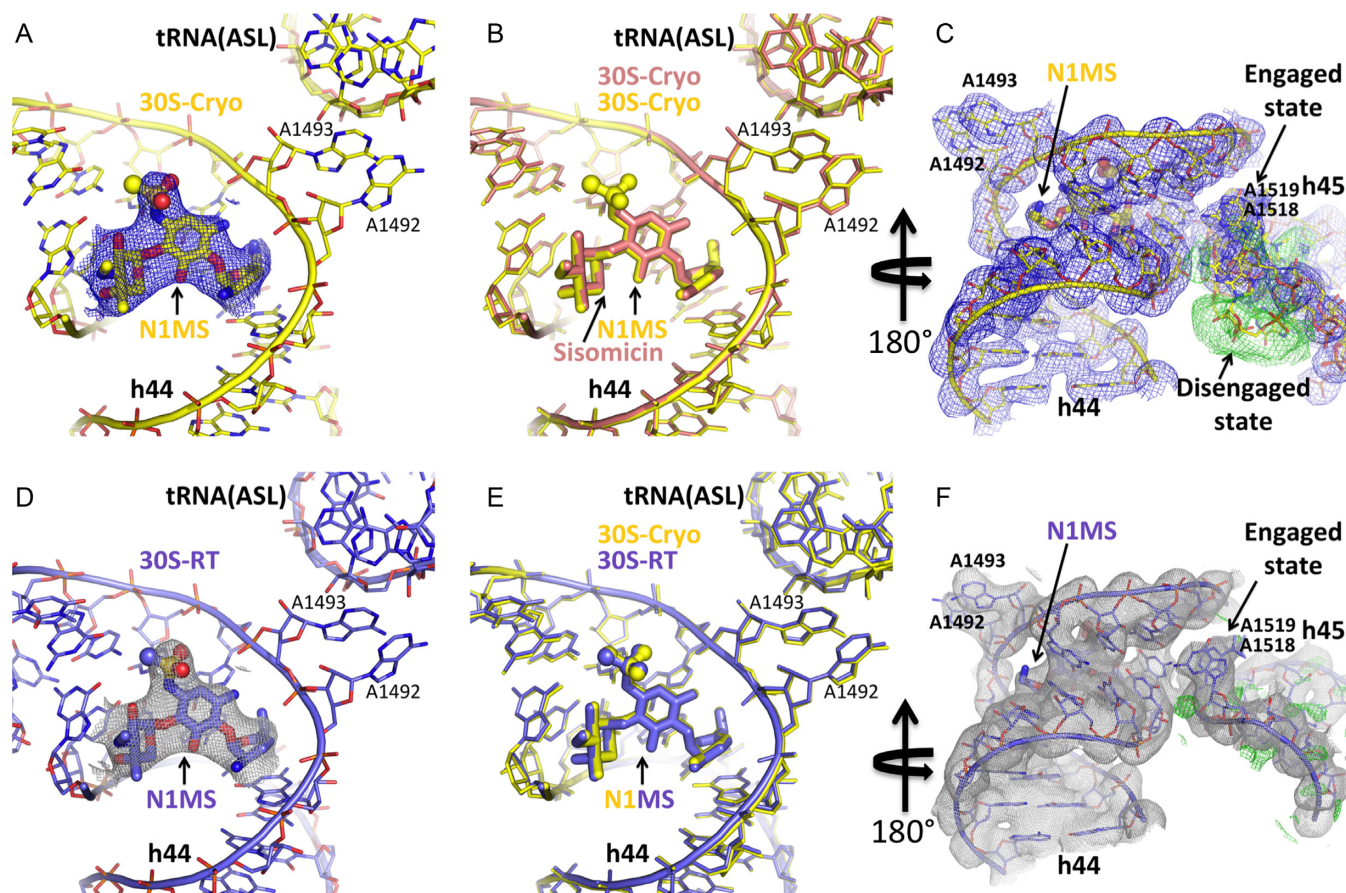 A
tRNA(ASL)
30S-Cryo
A1493
A1492
N1MS
h44
B
tRNA(ASL)
30S-Cryo
30S-Cryo
A1493
A1492
N1MS
Sisomicin
h44
C
A1493
N1MS
Engaged
state
A1492
A1519
h45
A1518
180°
Disengaged
state
h44
D
tRNA(ASL)
30S-RT
A1493
A1492
N1MS
h44
E
tRNA(ASL)
30S-Cryo
30S-RT
A1493
A1492
N1MS
h44
F
N1MS
Engaged
state
A1493
A1492
A1519
h45
A1518
180°
h44